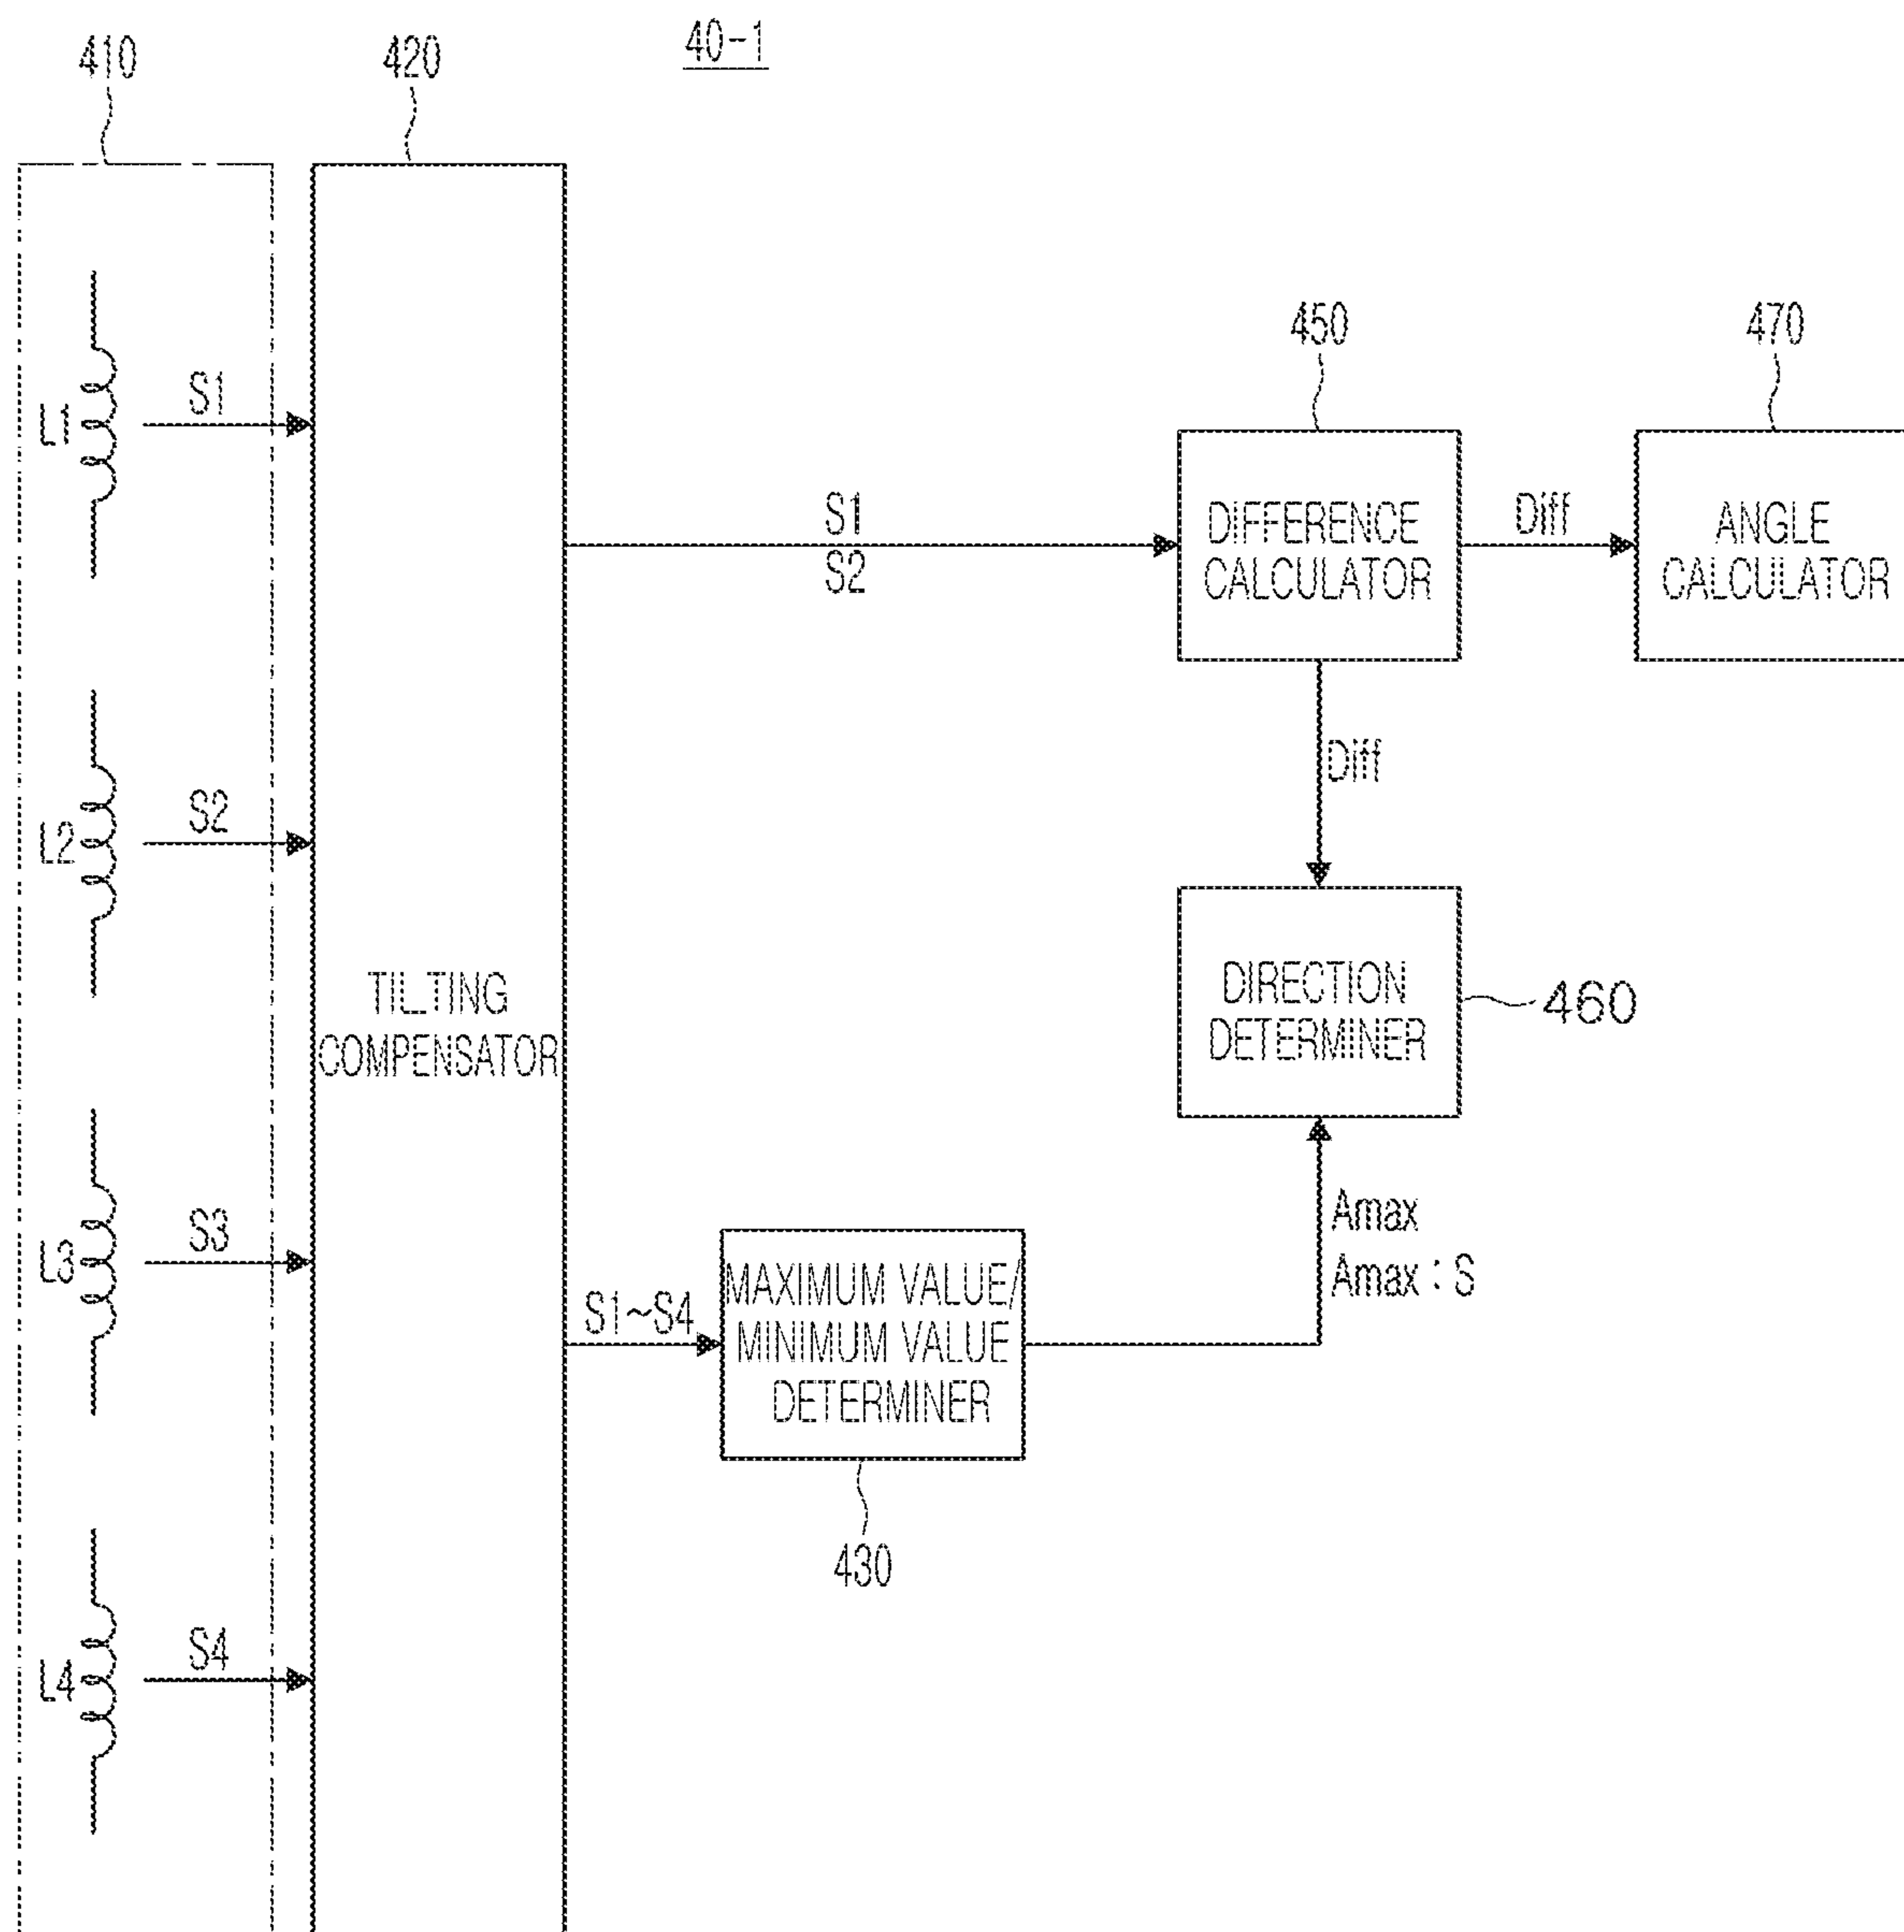 40-1
410
420
L1
S1
L2
S2
L3
S3
L4
S4
TILTING
COMPENSATOR
S1
S2
450
DIFFERENCE
CALCULATOR
Diff
470
ANGLE
CALCULATOR
Diff
DIRECTION
DETERMINER
460
Amax
Amax : S
S1~S4
MAXIMUM VALUE/
MINIMUM VALUE
DETERMINER
430